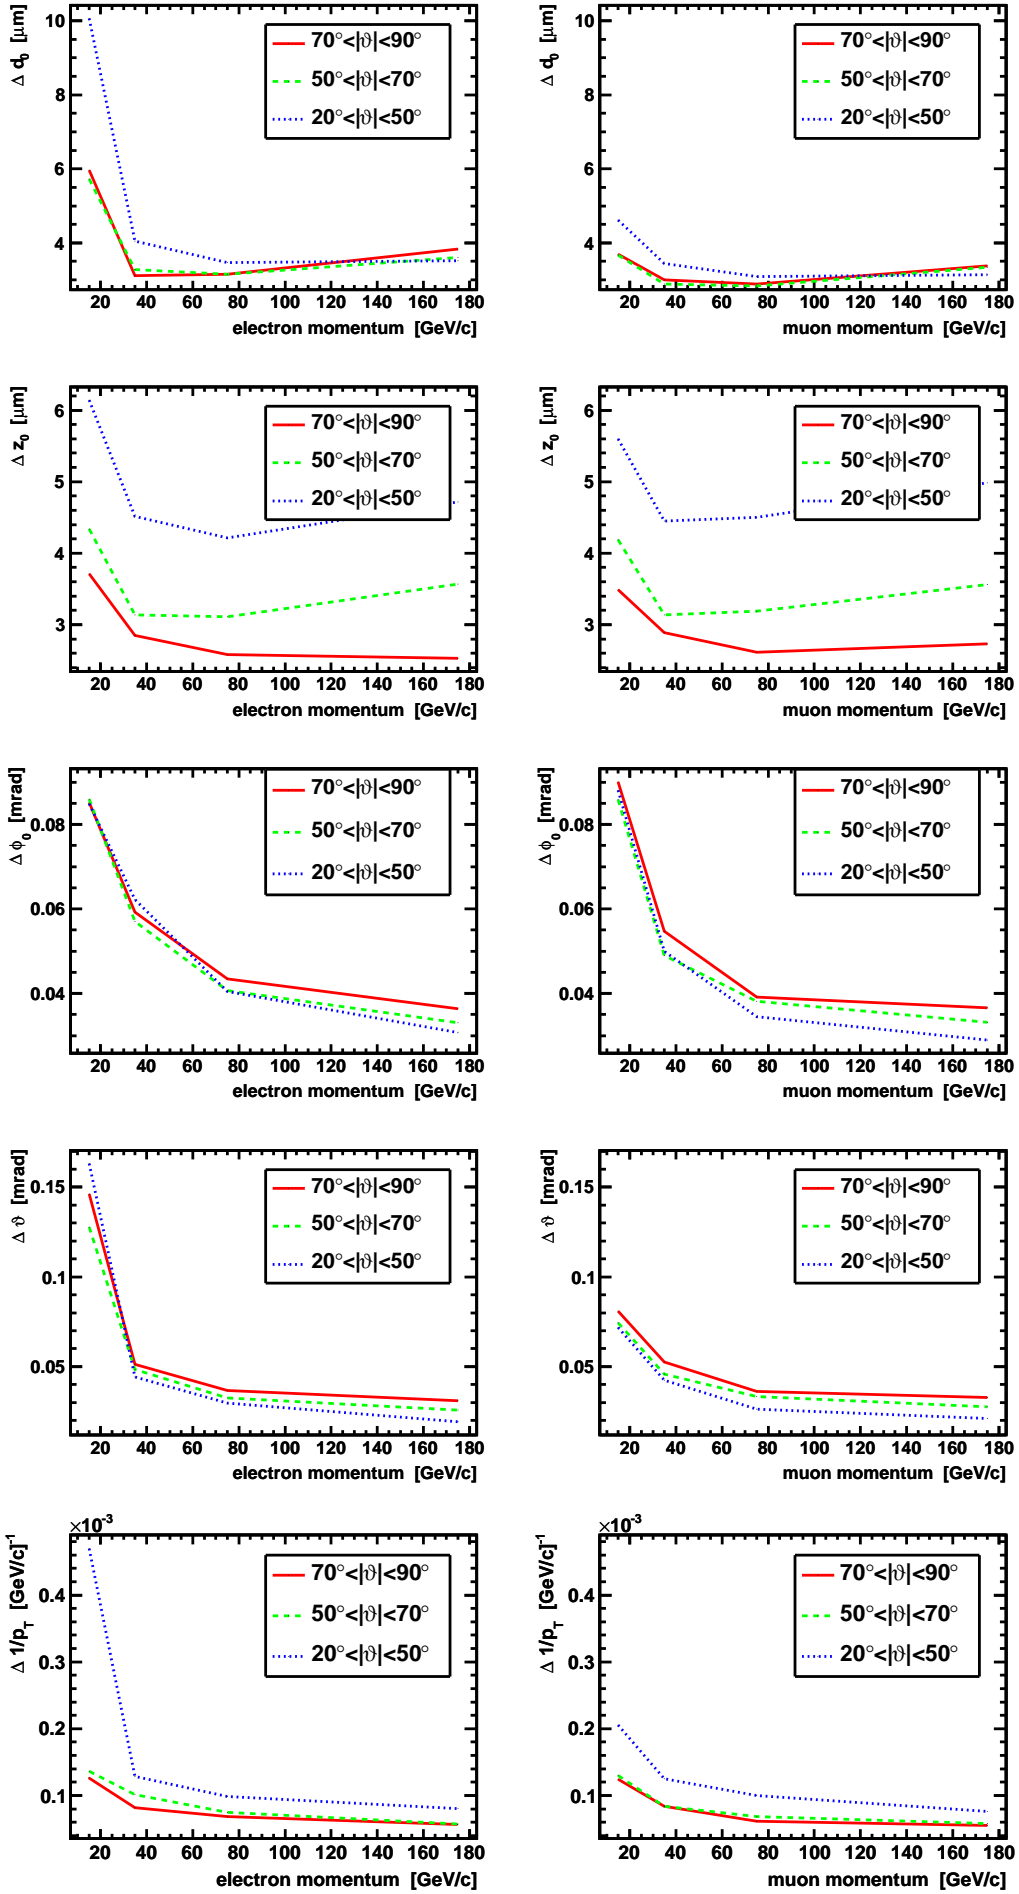 Δ d₀ [μm]
10
8
6
4
70°<|ϑ|<90°
50°<|ϑ|<70°
20°<|ϑ|<50°
20 40 60 80 100 120 140 160 180
electron momentum [GeV/c]
Δ d₀ [μm]
10
8
6
4
70°<|ϑ|<90°
50°<|ϑ|<70°
20°<|ϑ|<50°
20 40 60 80 100 120 140 160 180
muon momentum [GeV/c]
Δ z₀ [μm]
6
5
4
3
70°<|ϑ|<90°
50°<|ϑ|<70°
20°<|ϑ|<50°
20 40 60 80 100 120 140 160 180
electron momentum [GeV/c]
Δ z₀ [μm]
6
5
4
3
70°<|ϑ|<90°
50°<|ϑ|<70°
20°<|ϑ|<50°
20 40 60 80 100 120 140 160 180
muon momentum [GeV/c]
Δ ϕ₀ [mrad]
0.08
0.06
0.04
70°<|ϑ|<90°
50°<|ϑ|<70°
20°<|ϑ|<50°
20 40 60 80 100 120 140 160 180
electron momentum [GeV/c]
Δ ϕ₀ [mrad]
0.08
0.06
0.04
70°<|ϑ|<90°
50°<|ϑ|<70°
20°<|ϑ|<50°
20 40 60 80 100 120 140 160 180
muon momentum [GeV/c]
Δ ϑ [mrad]
0.15
0.1
0.05
70°<|ϑ|<90°
50°<|ϑ|<70°
20°<|ϑ|<50°
20 40 60 80 100 120 140 160 180
electron momentum [GeV/c]
Δ ϑ [mrad]
0.15
0.1
0.05
70°<|ϑ|<90°
50°<|ϑ|<70°
20°<|ϑ|<50°
20 40 60 80 100 120 140 160 180
muon momentum [GeV/c]
×10⁻³
Δ 1/p_T [GeV/c]⁻¹
0.4
0.3
0.2
0.1
70°<|ϑ|<90°
50°<|ϑ|<70°
20°<|ϑ|<50°
20 40 60 80 100 120 140 160 180
electron momentum [GeV/c]
×10⁻³
Δ 1/p_T [GeV/c]⁻¹
0.4
0.3
0.2
0.1
70°<|ϑ|<90°
50°<|ϑ|<70°
20°<|ϑ|<50°
20 40 60 80 100 120 140 160 180
muon momentum [GeV/c]